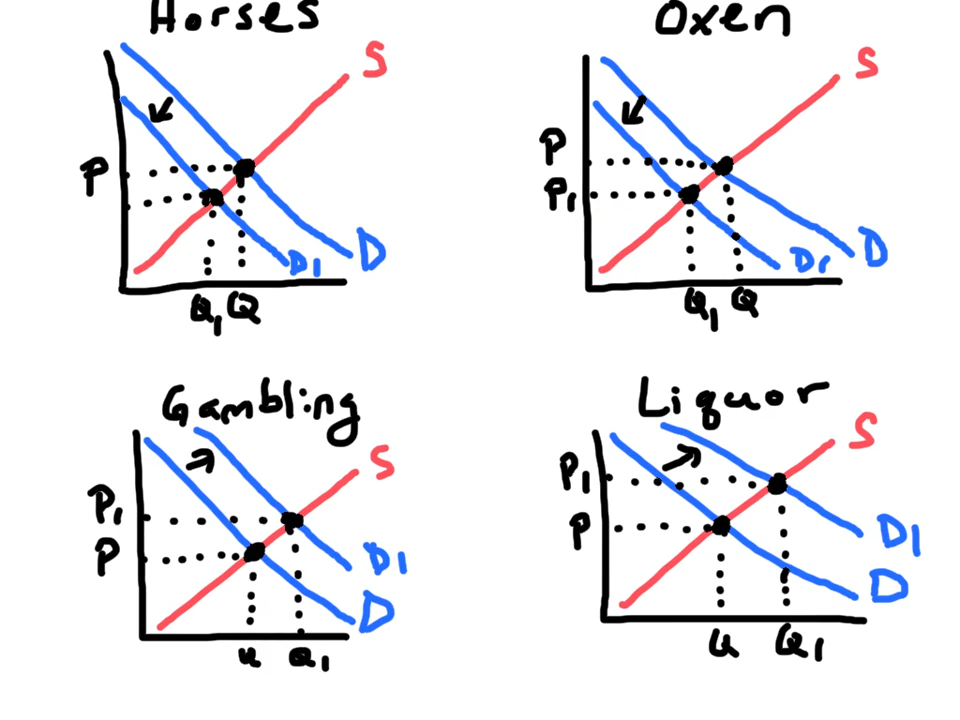 Horses
S
P
D1
D
Q1 Q
Oxen
S
P
P1
D1
D
Q1 Q
Gambling
S
P1
P
D1
D
Q1
Liquor
S
P1
P
D1
D
Q1